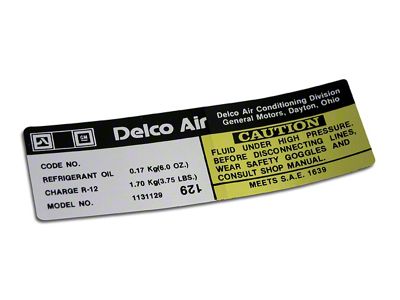 GM
Delco Air
Delco Air Conditioning Division
General Motors, Dayton, Ohio
CODE NO.
REFRIGERANT OIL 0.17 Kg(6.0 OZ.)
CHARGE R-12 1.70 Kg(3.75 LBS.)
MODEL NO. 1131129
129
CAUTION
FLUID UNDER HIGH PRESSURE.
BEFORE DISCONNECTING LINES,
WEAR SAFETY GOGGLES AND
CONSULT SHOP MANUAL.
MEETS S.A.E. 1639